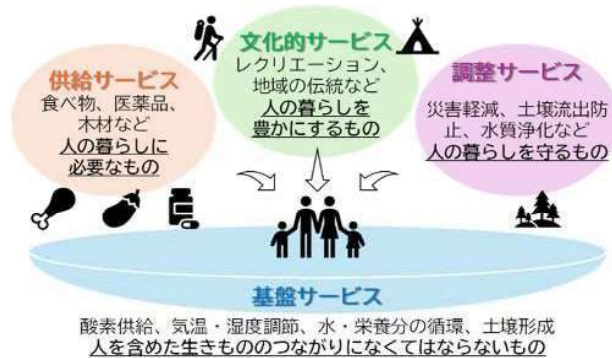 供給サービス
食べ物、医薬品、
木材など
人の暮らしに
必要なもの
文化的サービス
レクリエーション、
地域の伝統など
人の暮らしを
豊かにするもの
調整サービス
災害軽減、土壌流出防
止、水質浄化など
人の暮らしを守るもの
基盤サービス
酸素供給、気温・湿度調節、水・栄養分の循環、土壌形成
人を含めた生きもののつながりになくてはならないもの